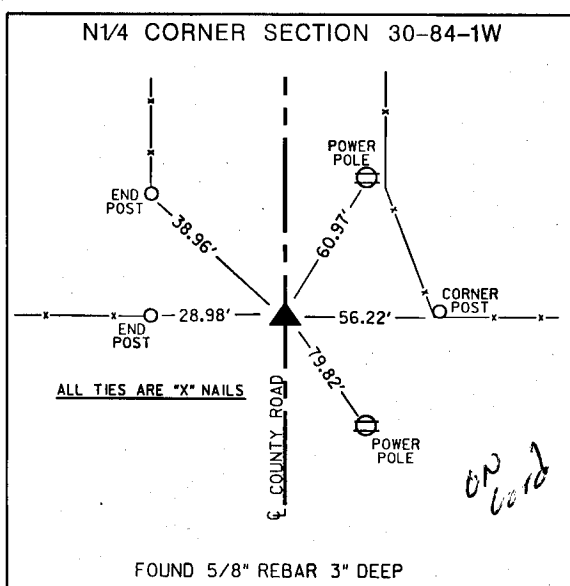 N1/4 CORNER SECTION 30-84-1W
POWER
POLE
END
POST
38.96'
60.97'
CORNER
POST
28.98'
56.22'
END
POST
79.82'
ALL TIES ARE "X" NAILS
℄ COUNTY ROAD
POWER
POLE
ON
FOUND 5/8" REBAR 3" DEEP